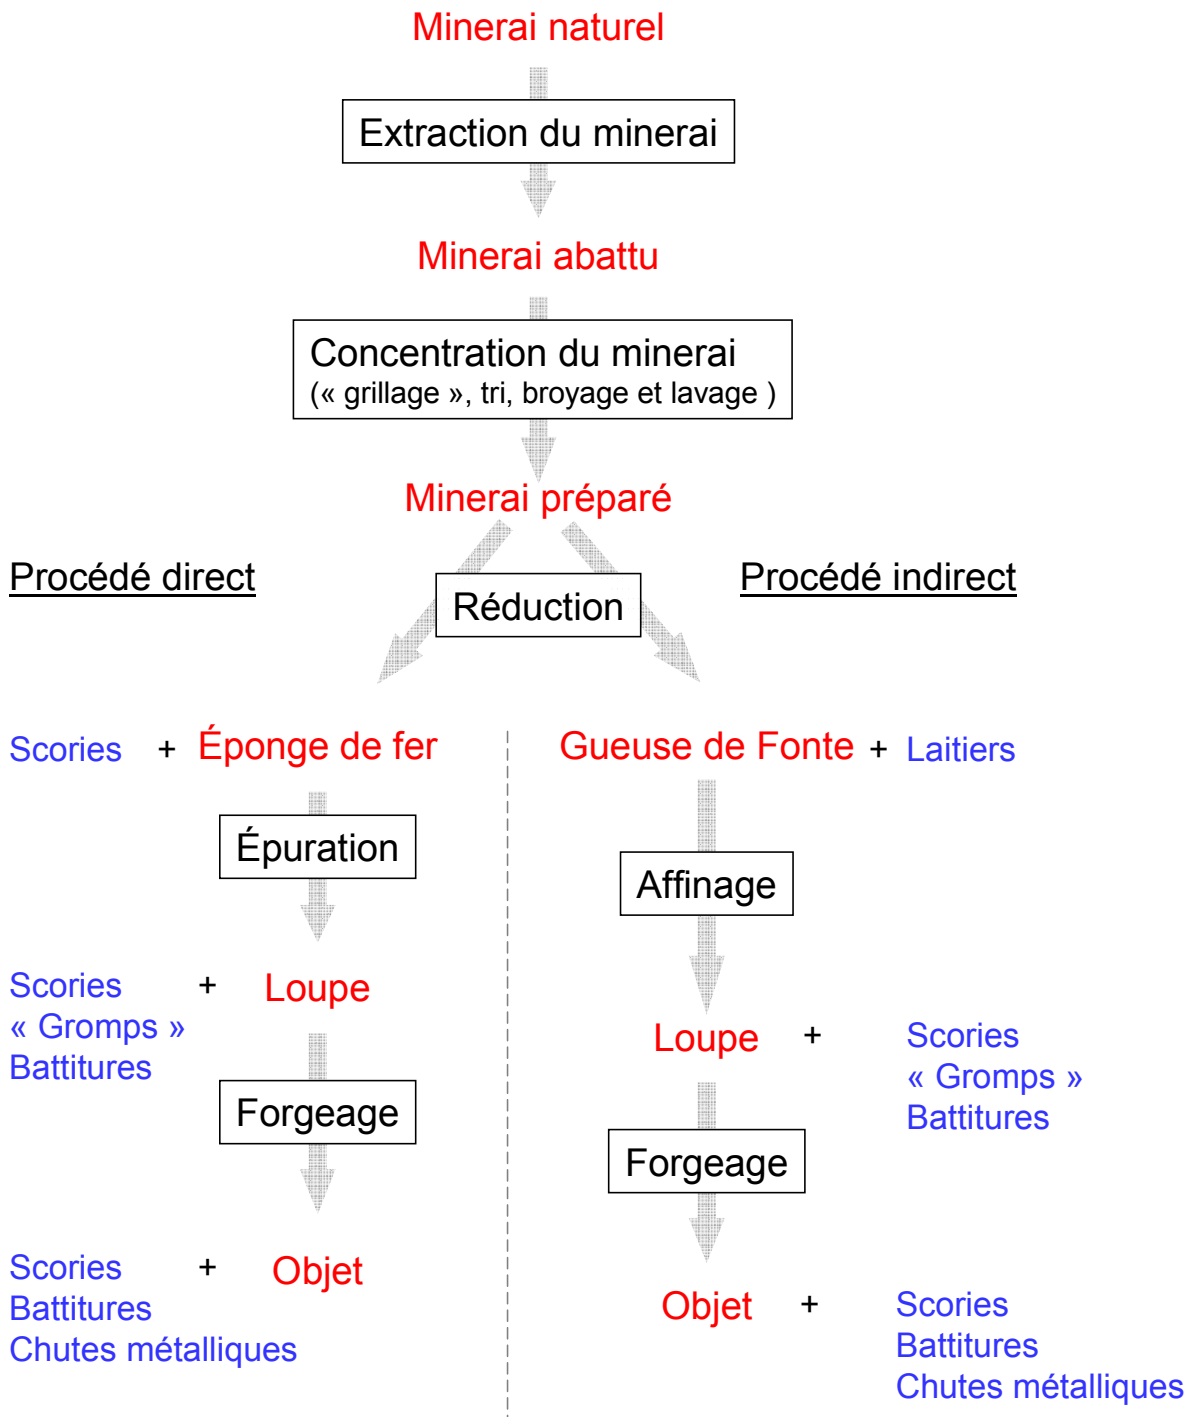 Minerai naturel
Extraction du minerai
Minerai abattu
Concentration du minerai
(« grillage », tri, broyage et lavage )
Minerai préparé
Procédé direct
Réduction
Procédé indirect
Scories + Éponge de fer
Gueuse de Fonte + Laitiers
Épuration
Affinage
Scories + Loupe
« Gromps »
Battitures
Loupe + Scories
« Gromps »
Battitures
Forgeage
Forgeage
Scories + Objet
Battitures
Chutes métalliques
Objet + Scories
Battitures
Chutes métalliques